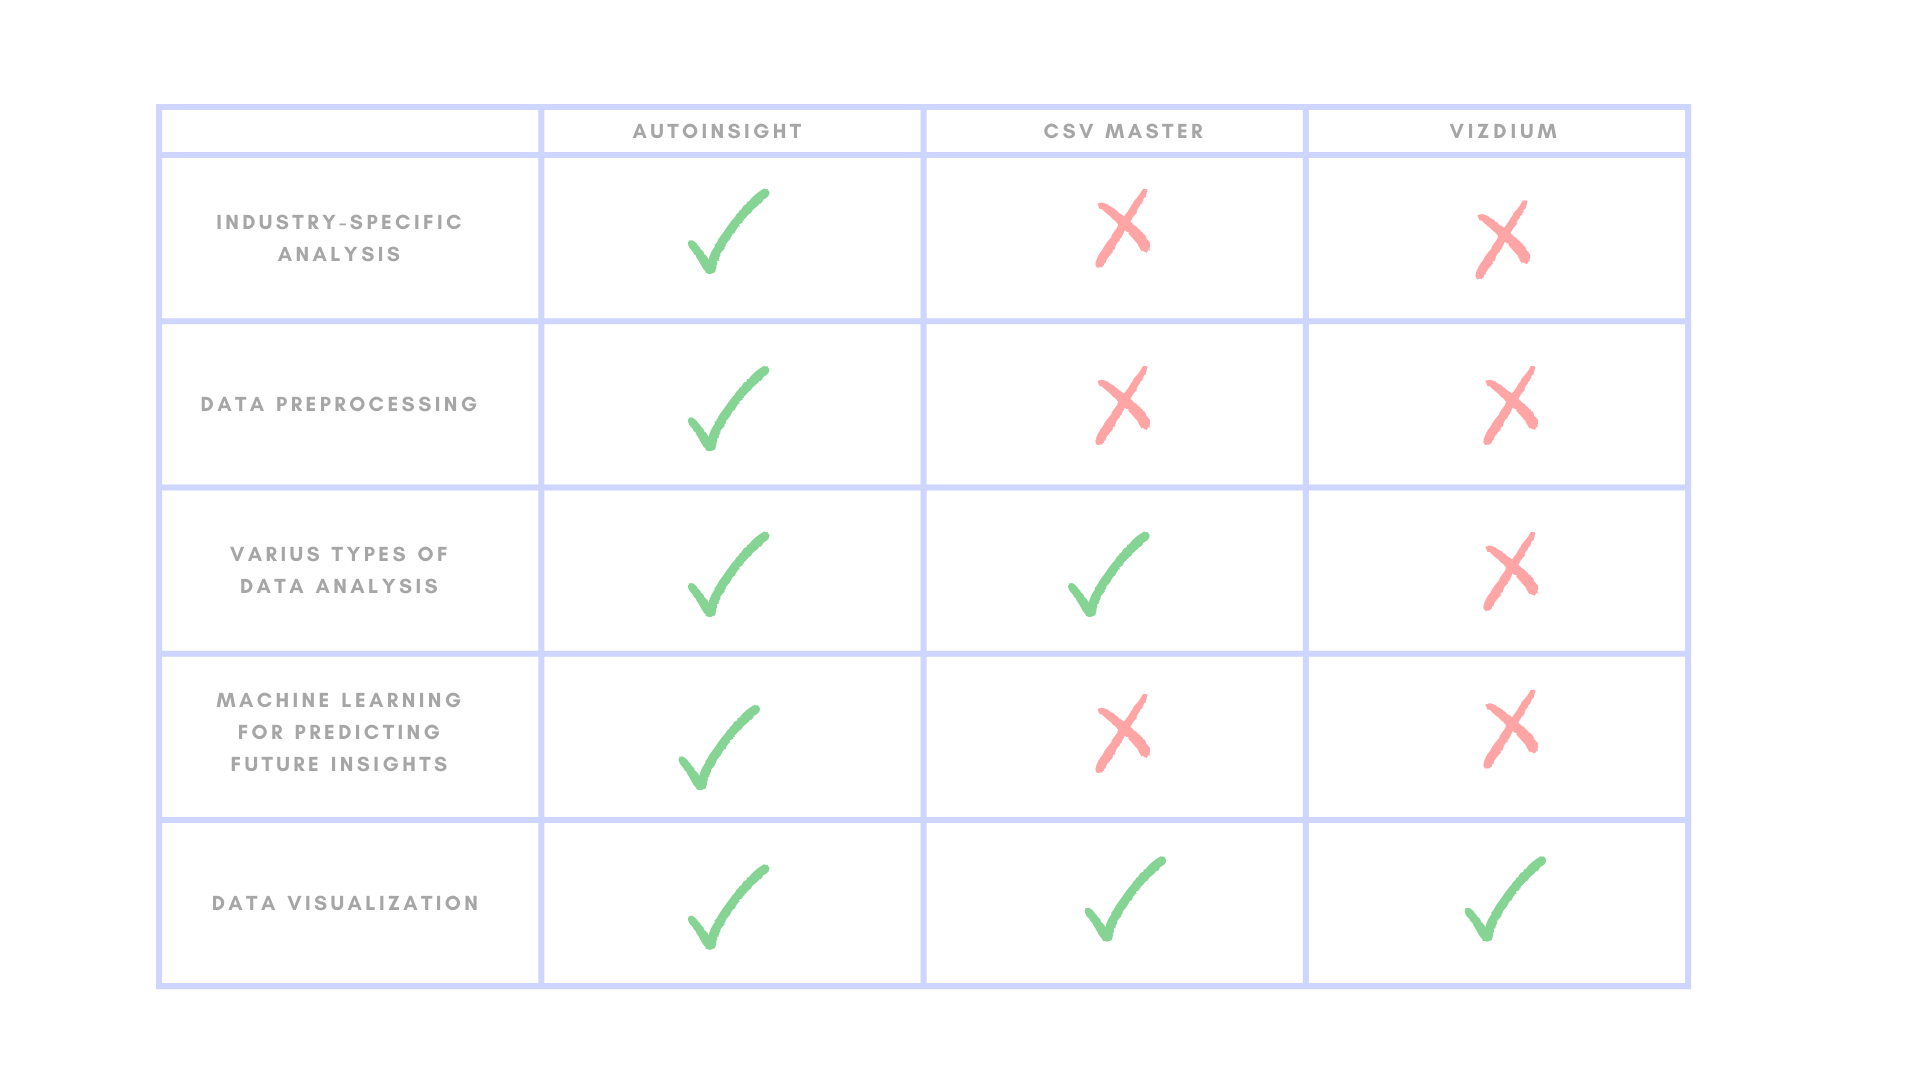 AUTOINSIGHT
CSV MASTER
VIZDIUM
INDUSTRY-SPECIFIC
ANALYSIS
DATA PREPROCESSING
VARIUS TYPES OF
DATA ANALYSIS
MACHINE LEARNING
FOR PREDICTING
FUTURE INSIGHTS
DATA VISUALIZATION